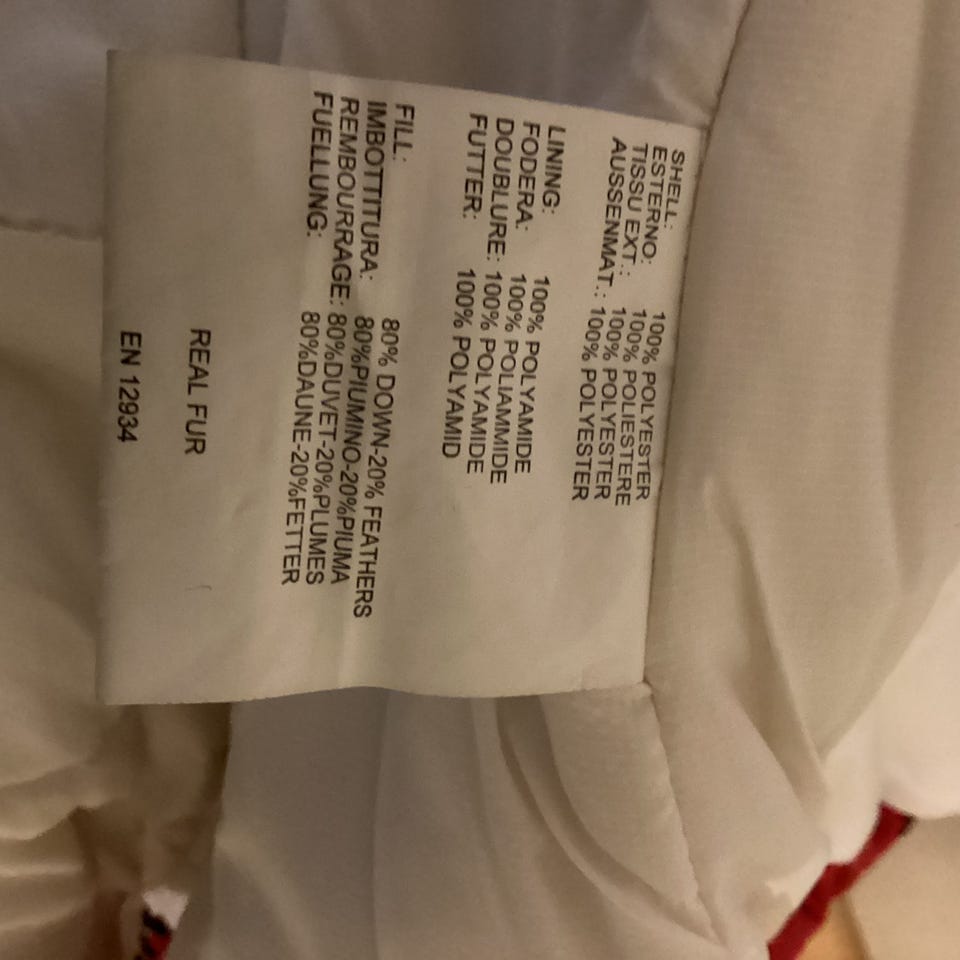 SHELL: 100% POLYESTER
ESTERNO: 100% POLIESTERE
TISSU EXT.: 100% POLYESTER
AUSSENMAT.: 100% POLYESTER
LINING: 100% POLYAMIDE
FODERA: 100% POLIAMMIDE
DOUBLURE: 100% POLYAMIDE
FUTTER: 100% POLYAMID
FILL: 80% DOWN-20% FEATHERS
IMBOTTITURA: 80%PIUMINO-20%PIUMA
REMBOURRAGE: 80%DUVET-20%PLUMES
FUELLUNG: 80%DAUNE-20%FETTER
REAL FUR
EN 12934